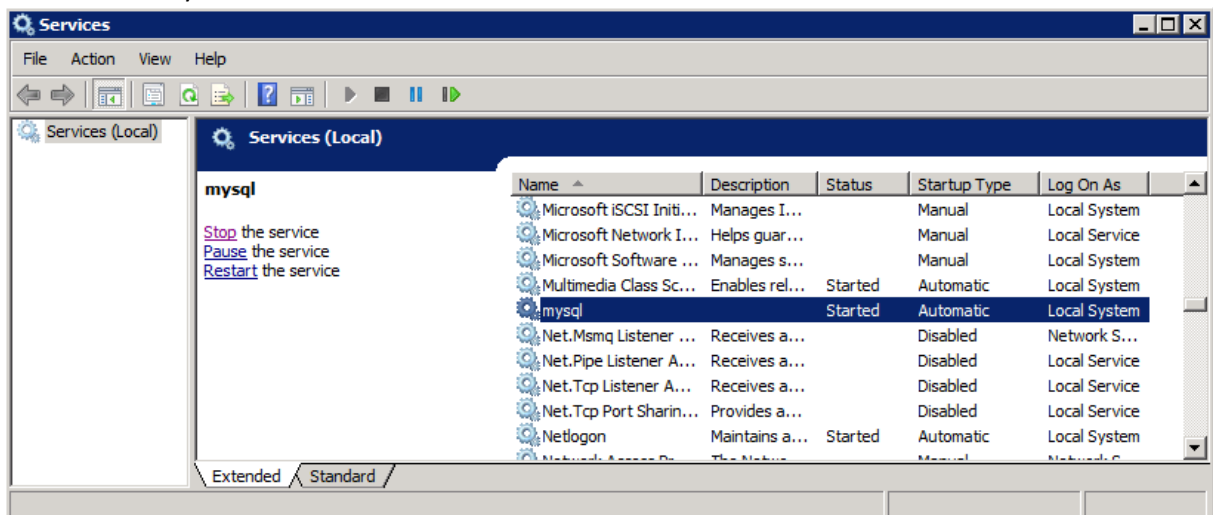 Services
File Action View Help
Services (Local)
Services (Local)
mysql
Stop the service
Pause the service
Restart the service
Name Description Status Startup Type Log On As
Microsoft iSCSI Initi... Manages I... Manual Local System
Microsoft Network I... Helps guar... Manual Local Service
Microsoft Software ... Manages s... Manual Local System
Multimedia Class Sc... Enables rel... Started Automatic Local System
mysql Started Automatic Local System
Net.Msmq Listener ... Receives a... Disabled Network S...
Net.Pipe Listener A... Receives a... Disabled Local Service
Net.Tcp Listener A... Receives a... Disabled Local Service
Net.Tcp Port Sharin... Provides a... Disabled Local Service
Netlogon Maintains a... Started Automatic Local System
Extended Standard